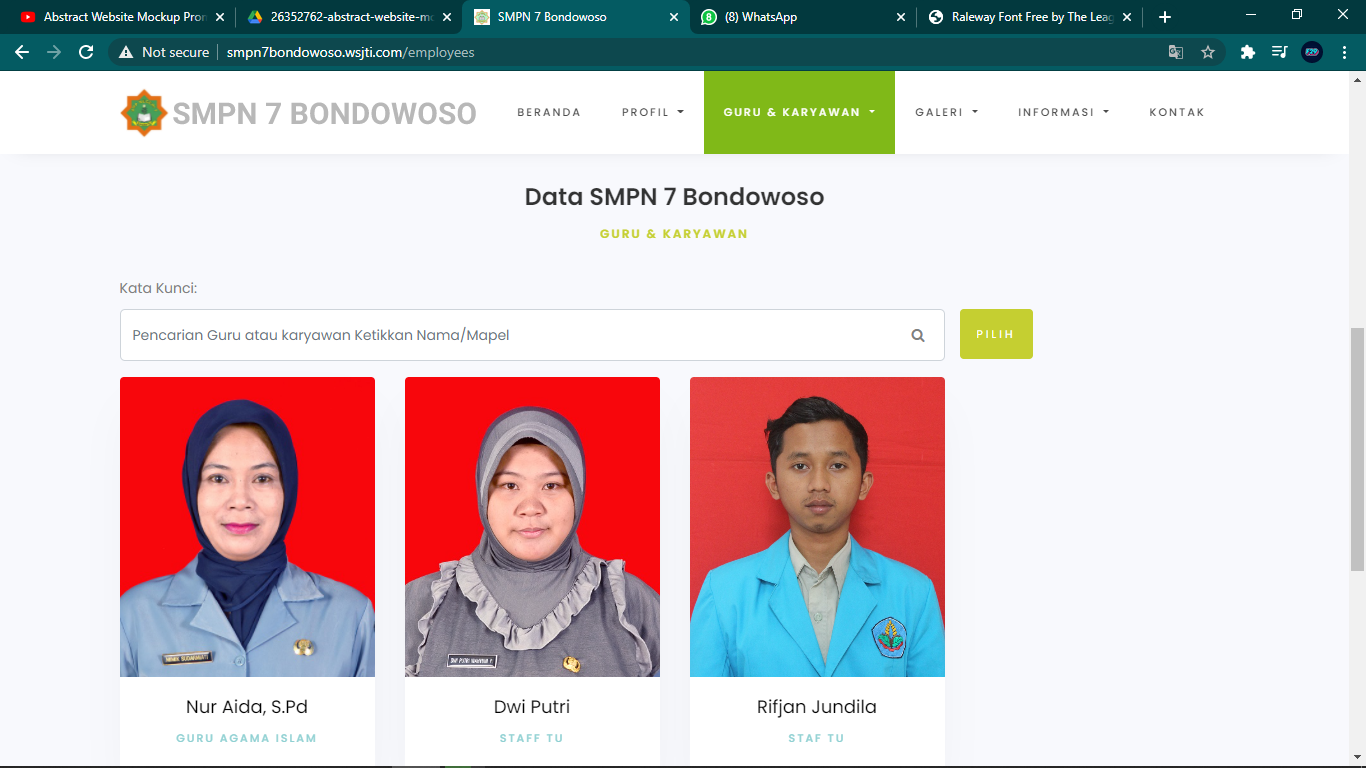 Abstract Website Mockup Pron
26352762-abstract-website-mo
SMPN 7 Bondowoso
(8) WhatsApp
Raleway Font Free by The Leag
Not secure
smpn7bondowoso.wsjti.com/employees
SMPN 7 BONDOWOSO
BERANDA
PROFIL
GURU & KARYAWAN
GALERI
INFORMASI
KONTAK
Data SMPN 7 Bondowoso
GURU & KARYAWAN
Kata Kunci:
Pencarian Guru atau karyawan Ketikkan Nama/Mapel
PILIH
Nur Aida, S.Pd
GURU AGAMA ISLAM
Dwi Putri
STAFF TU
Rifjan Jundila
STAF TU